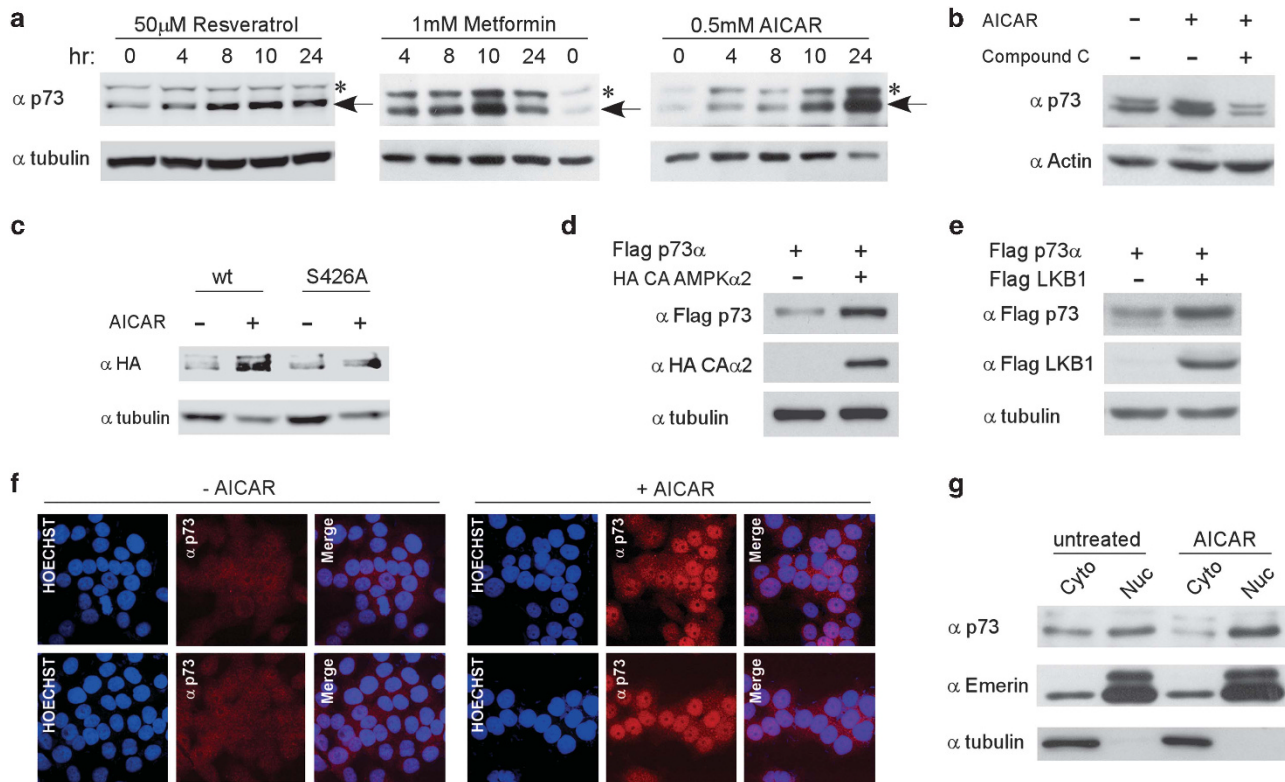 a
50μM Resveratrol
1mM Metformin
0.5mM AICAR
hr: 0 4 8 10 24
4 8 10 24 0
0 4 8 10 24
α p73
*
*
*
α tubulin
b
AICAR - + +
Compound C - - +
α p73
α Actin
c
wt S426A
AICAR - + - +
α HA
α tubulin
d
Flag p73α + +
HA CA AMPKα2 - +
α Flag p73
α HA CAα2
α tubulin
e
Flag p73α + +
Flag LKB1 - +
α Flag p73
α Flag LKB1
α tubulin
f
- AICAR
+ AICAR
HOECHST α p73 Merge HOECHST α p73 Merge
HOECHST α p73 Merge HOECHST α p73 Merge
g
untreated AICAR
Cyto Nuc Cyto Nuc
α p73
α Emerin
α tubulin